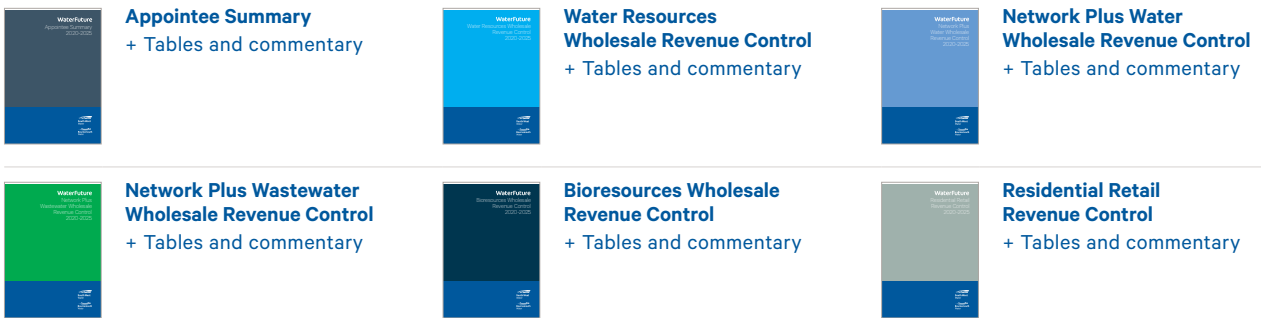 WaterFuture
Appointee Summary
2020-2025
Appointee Summary
+ Tables and commentary
WaterFuture
Water Resources Wholesale
Revenue Control
2020-2025
Water Resources
Wholesale Revenue Control
+ Tables and commentary
WaterFuture
Network Plus
Water Wholesale
Revenue Control
2020-2025
Network Plus Water
Wholesale Revenue Control
+ Tables and commentary
WaterFuture
Network Plus
Wastewater Wholesale
Revenue Control
2020-2025
Network Plus Wastewater
Wholesale Revenue Control
+ Tables and commentary
WaterFuture
Bioresources Wholesale
Revenue Control
2020-2025
Bioresources Wholesale
Revenue Control
+ Tables and commentary
WaterFuture
Residential Retail
Revenue Control
2020-2025
Residential Retail
Revenue Control
+ Tables and commentary